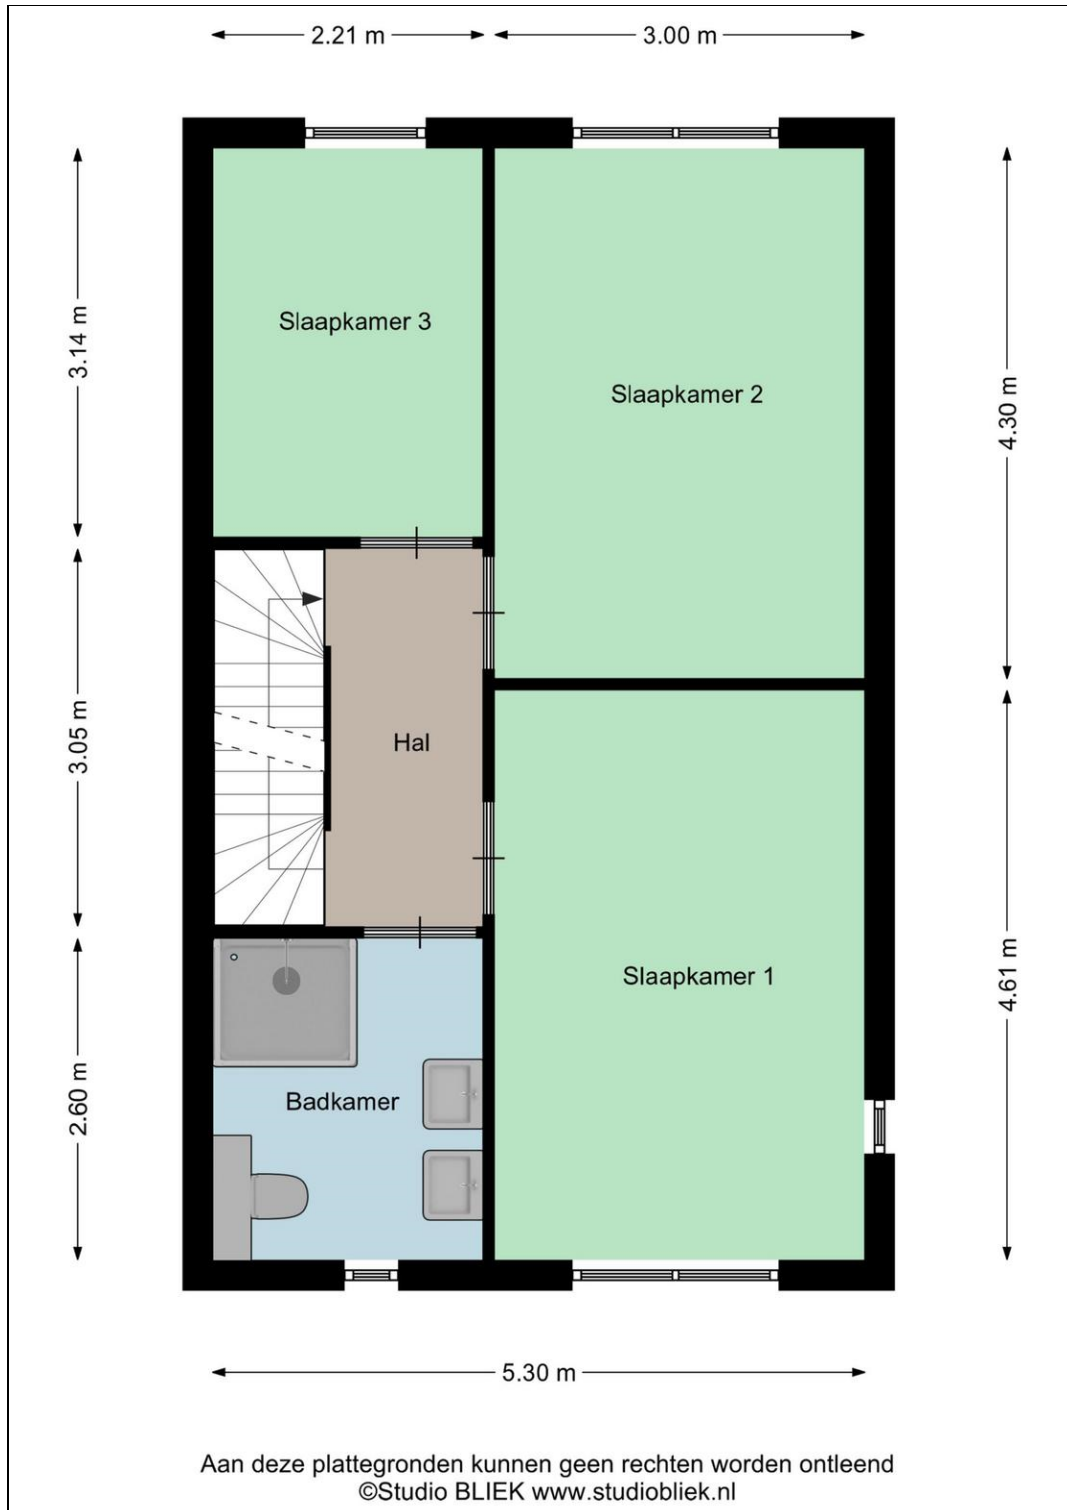 2.21 m
3.00 m
3.14 m
Slaapkamer 3
Slaapkamer 2
4.30 m
3.05 m
Hal
4.61 m
Slaapkamer 1
2.60 m
Badkamer
5.30 m
Aan deze plattegronden kunnen geen rechten worden ontleend
©Studio BLIEK www.studiobliek.nl